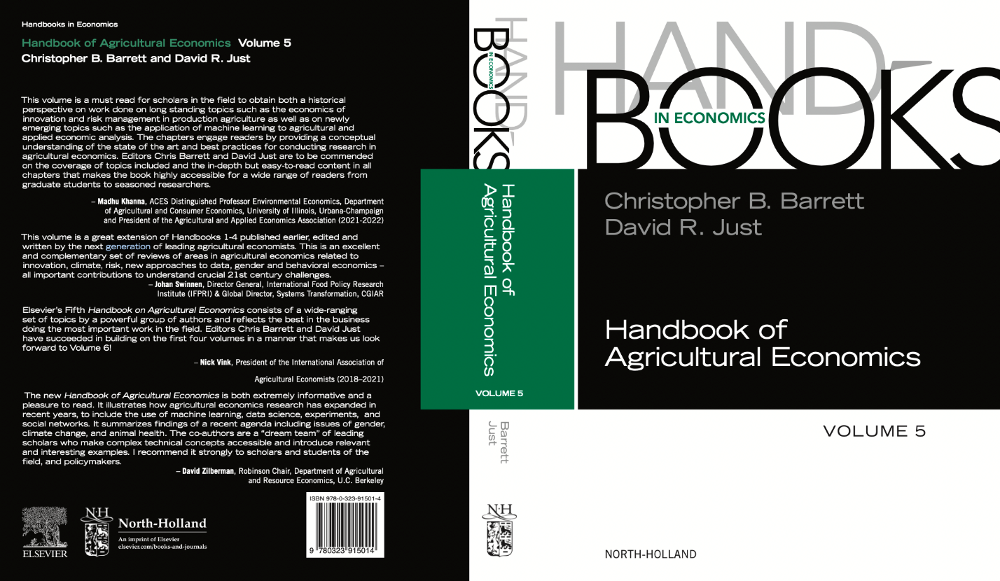 Handbooks in Economics
Handbook of Agricultural Economics Volume 5
Christopher B. Barrett and David R. Just
This volume is a must read for scholars in the field to obtain both a historical
perspective on work done on long standing topics such as the economics of
innovation and risk management in production agriculture as well as on newly
emerging topics such as the application of machine learning to agricultural and
applied economic analysis. The chapters engage readers by providing a conceptual
understanding of the state of the art and best practices for conducting research in
agricultural economics. Editors Chris Barrett and David Just are to be commended
on the coverage of topics included and the in-depth but easy-to-read content in all
chapters that makes the book highly accessible for a wide range of readers from
graduate students to seasoned researchers.
– Madhu Khanna, ACES Distinguished Professor Environmental Economics, Department
of Agricultural and Consumer Economics, University of Illinois, Urbana-Champaign
and President of the Agricultural and Applied Economics Association (2021-2022)
This volume is a great extension of Handbooks 1-4 published earlier, edited and
written by the next generation of leading agricultural economists. This is an excellent
and complementary set of reviews of areas in agricultural economics related to
innovation, climate, risk, new approaches to data, gender and behavioral economics –
all important contributions to understand crucial 21st century challenges.
– Johan Swinnen, Director General, International Food Policy Research
Institute (IFPRI) & Global Director, Systems Transformation, CGIAR
Elsevier's Fifth Handbook on Agricultural Economics consists of a wide-ranging
set of topics by a powerful group of authors and reflects the best in the business
doing the most important work in the field. Editors Chris Barrett and David Just
have succeeded in building on the first four volumes in a manner that makes us look
forward to Volume 6!
– Nick Vink, President of the International Association of
Agricultural Economists (2018–2021)
The new Handbook of Agricultural Economics is both extremely informative and a
pleasure to read. It illustrates how agricultural economics research has expanded in
recent years, to include the use of machine learning, data science, experiments, and
social networks. It summarizes findings of a recent agenda including issues of gender,
climate change, and animal health. The co-authors are a “dream team” of leading
scholars who make complex technical concepts accessible and introduce relevant
and interesting examples. I recommend it strongly to scholars and students of the
field, and policymakers.
– David Zilberman, Robinson Chair, Department of Agricultural
and Resource Economics, U.C. Berkeley
ELSEVIER
N·H
North-Holland
An imprint of Elsevier
elsevier.com/books-and-journals
ISBN 978-0-323-91501-4
9 780323 915014
HAND
BOOKS
IN ECONOMICS
Handbook of
Agricultural Economics
VOLUME 5
Barrett
Just
N·H
HAND
BOOKS
IN ECONOMICS
Christopher B. Barrett
David R. Just
Handbook of
Agricultural Economics
VOLUME 5
NORTH-HOLLAND